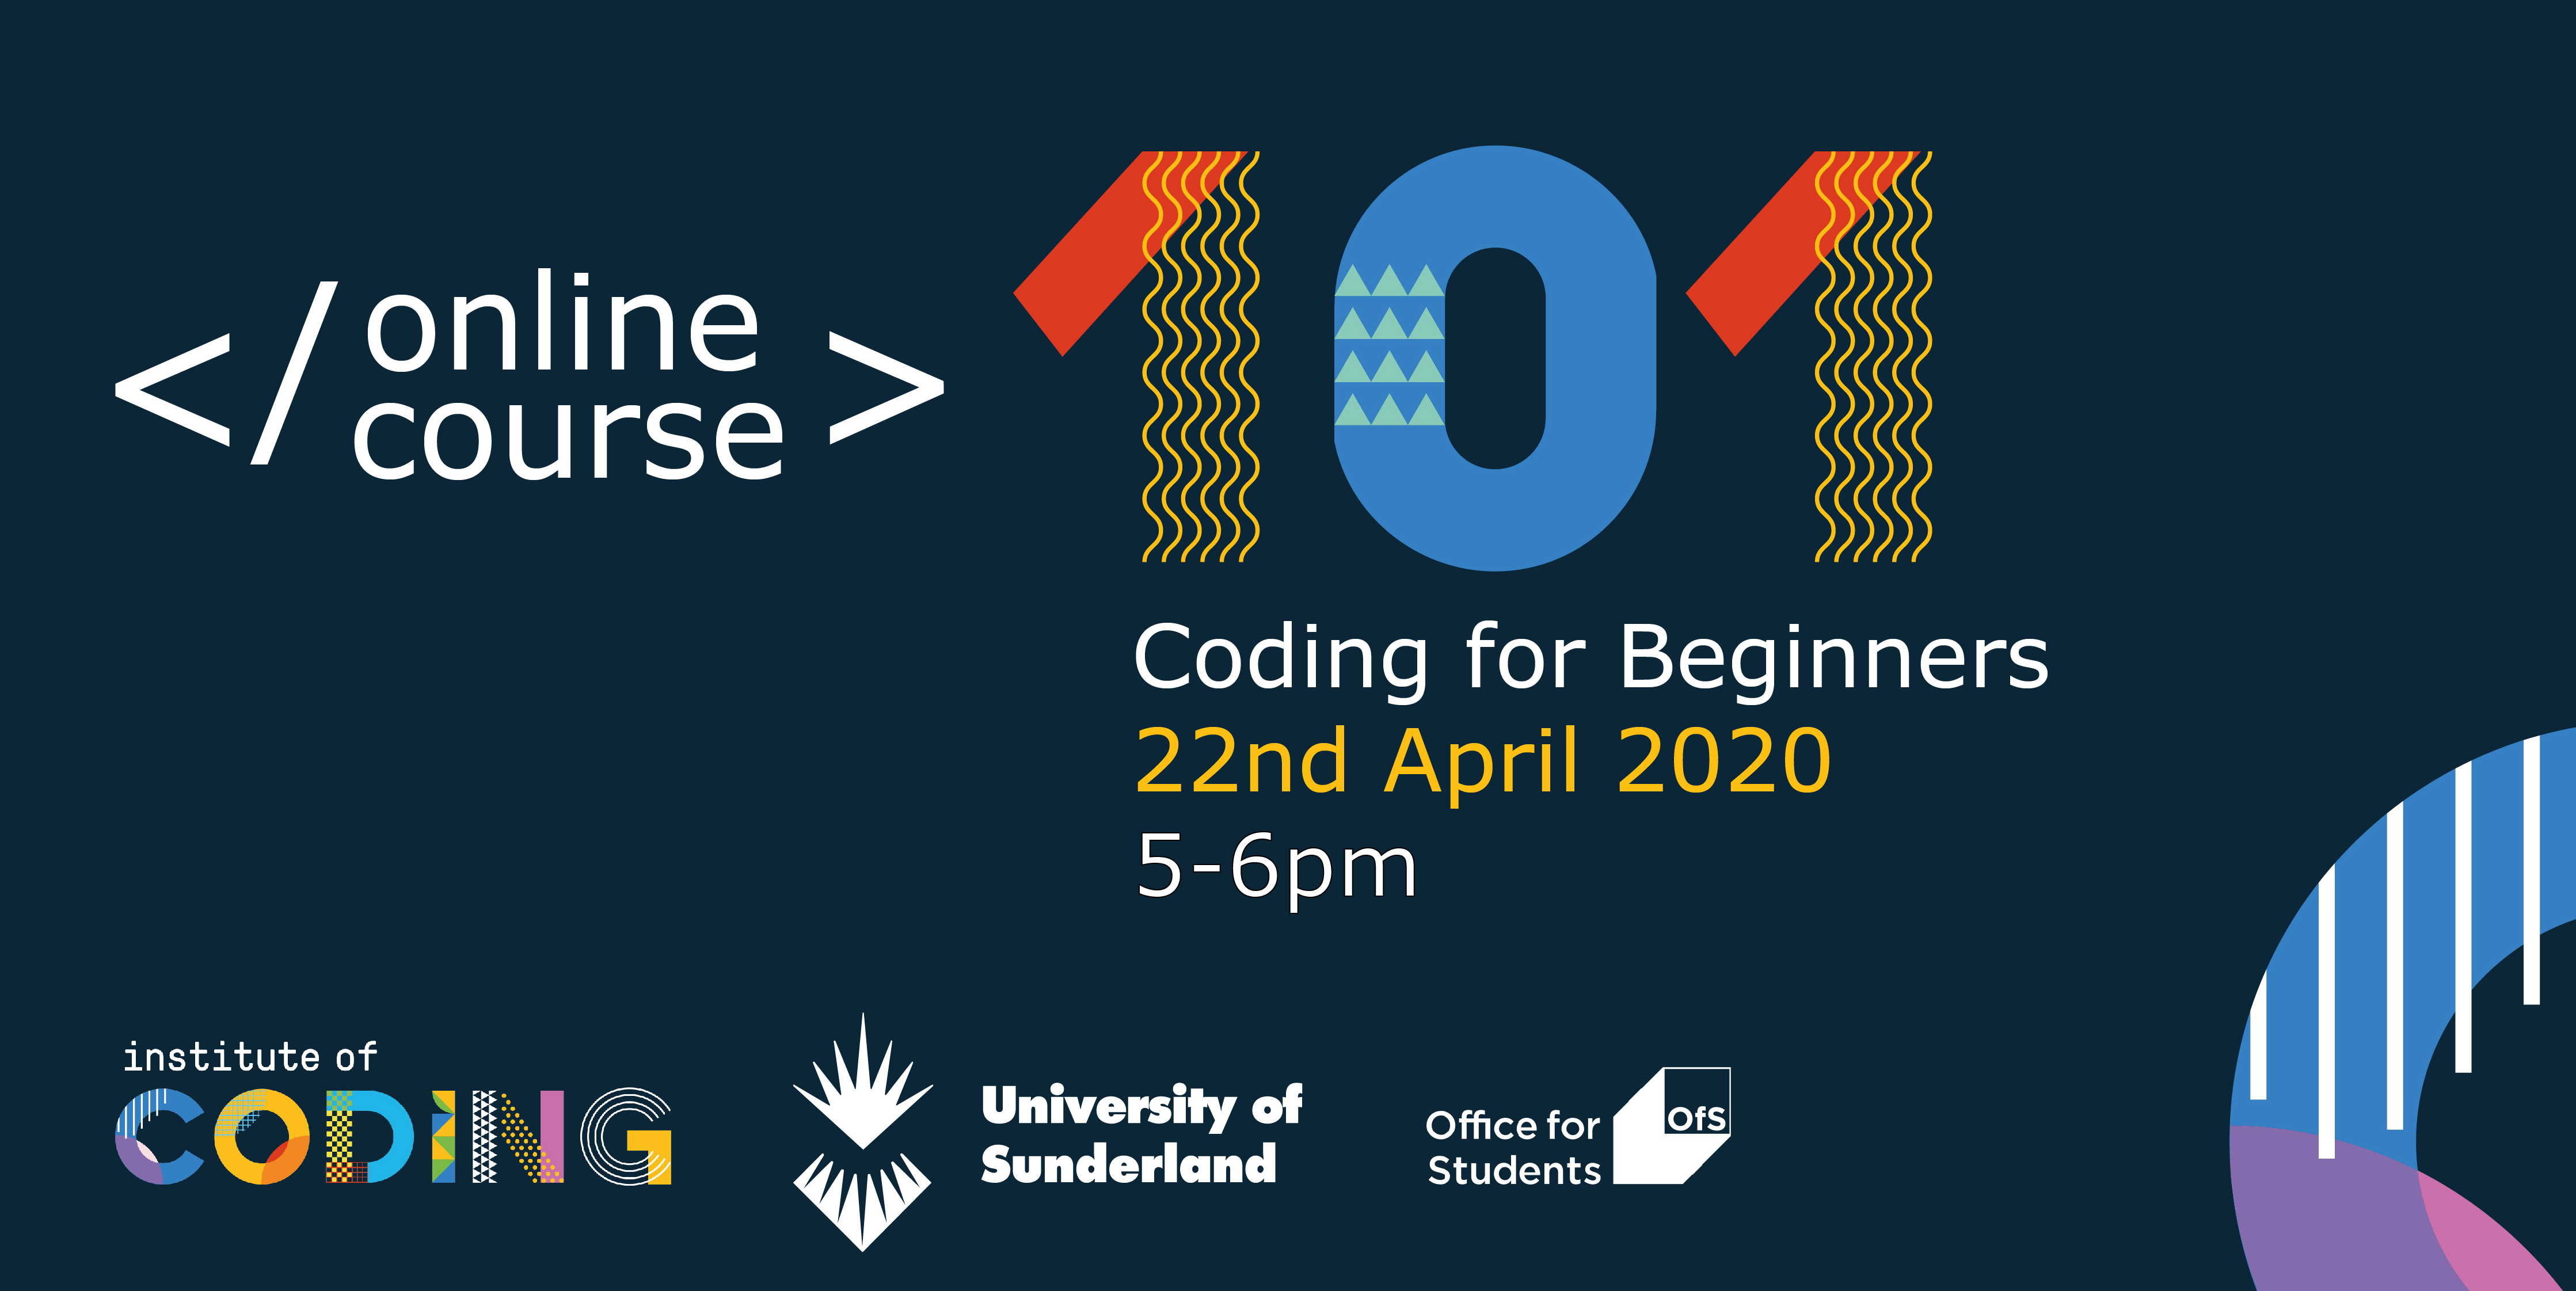 </ online course >
101
Coding for Beginners
22nd April 2020
5-6pm
institute of
CODING
University of
Sunderland
Office for
Students
OfS